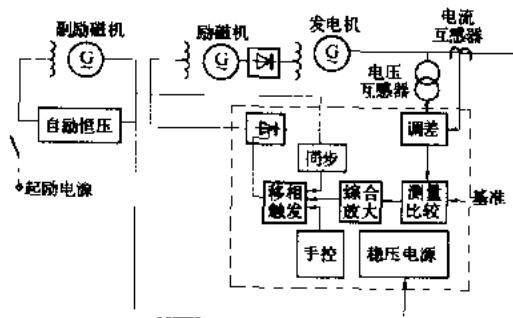 副励磁机
励磁机
发电机
电流
互感器
G
G
G
电压
互感器
自动恒压
调差
同步
起励电源
移相
触发
综合
放大
测量
比较
基准
手控
稳压电源